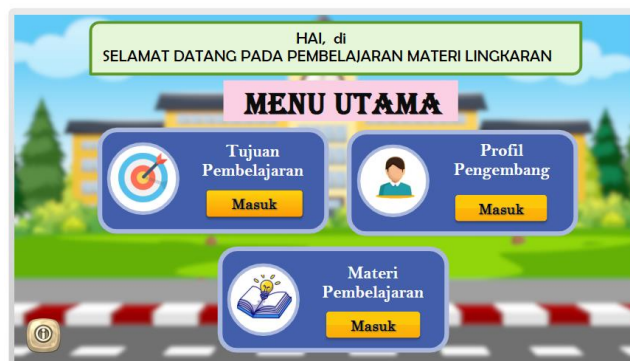 HAI, di
SELAMAT DATANG PADA PEMBELAJARAN MATERI LINGKARAN
MENU UTAMA
Tujuan
Pembelajaran
Masuk
Profil
Pengembang
Masuk
Materi
Pembelajaran
Masuk